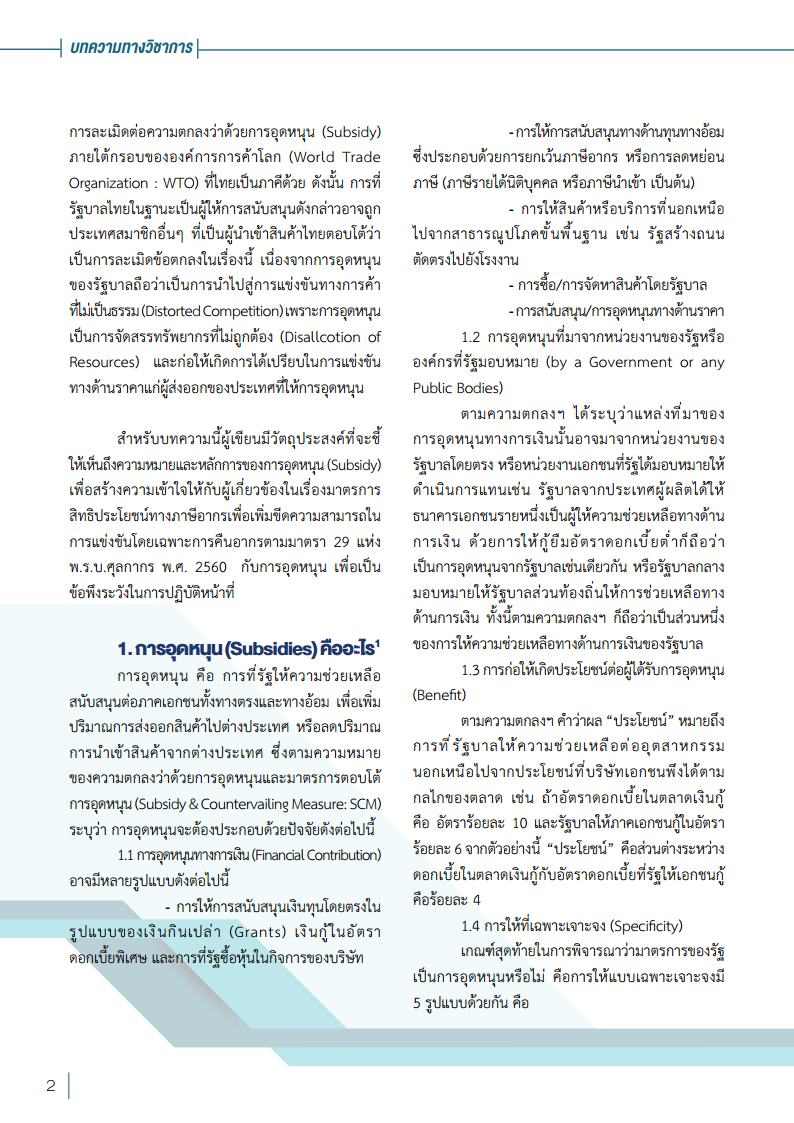 บทความทางวิชาการ
การละเมิดต่อความตกลงว่าด้วยการอุดหนุน (Subsidy)
ภายใต้กรอบขององค์การการค้าโลก (World Trade
Organization : WTO) ที่ไทยเป็นภาคีด้วย ดังนั้น การที่
รัฐบาลไทยในฐานะเป็นผู้ให้การสนับสนุนดังกล่าวอาจถูก
ประเทศสมาชิกอื่นๆ ที่เป็นผู้นำเข้าสินค้าไทยตอบโต้ว่า
เป็นการละเมิดข้อตกลงในเรื่องนี้ เนื่องจากการอุดหนุน
ของรัฐบาลถือว่าเป็นการนำไปสู่การแข่งขันทางการค้า
ที่ไม่เป็นธรรม (Distorted Competition) เพราะการอุดหนุน
เป็นการจัดสรรทรัพยากรที่ไม่ถูกต้อง (Disallcotion of
Resources) และก่อให้เกิดการได้เปรียบในการแข่งขัน
ทางด้านราคาแก่ผู้ส่งออกของประเทศที่ให้การอุดหนุน
สำหรับบทความนี้ผู้เขียนมีวัตถุประสงค์ที่จะชี้
ให้เห็นถึงความหมายและหลักการของการอุดหนุน (Subsidy)
เพื่อสร้างความเข้าใจให้กับผู้เกี่ยวข้องในเรื่องมาตรการ
สิทธิประโยชน์ทางภาษีอากรเพื่อเพิ่มขีดความสามารถใน
การแข่งขันโดยเฉพาะการคืนอากรตามมาตรา 29 แห่ง
พ.ร.บ.ศุลกากร พ.ศ. 2560 กับการอุดหนุน เพื่อเป็น
ข้อพึงระวังในการปฏิบัติหน้าที่
1. การอุดหนุน (Subsidies) คืออะไร¹
การอุดหนุน คือ การที่รัฐให้ความช่วยเหลือ
สนับสนุนต่อภาคเอกชนทั้งทางตรงและทางอ้อม เพื่อเพิ่ม
ปริมาณการส่งออกสินค้าไปต่างประเทศ หรือลดปริมาณ
การนำเข้าสินค้าจากต่างประเทศ ซึ่งตามความหมาย
ของความตกลงว่าด้วยการอุดหนุนและมาตรการตอบโต้
การอุดหนุน (Subsidy & Countervailing Measure: SCM)
ระบุว่า การอุดหนุนจะต้องประกอบด้วยปัจจัยดังต่อไปนี้
1.1 การอุดหนุนทางการเงิน (Financial Contribution)
อาจมีหลายรูปแบบดังต่อไปนี้
- การให้การสนับสนุนเงินทุนโดยตรงใน
รูปแบบของเงินกินเปล่า (Grants) เงินกู้ในอัตรา
ดอกเบี้ยพิเศษ และการที่รัฐซื้อหุ้นในกิจการของบริษัท
- การให้การสนับสนุนทางด้านทุนทางอ้อม
ซึ่งประกอบด้วยการยกเว้นภาษีอากร หรือการลดหย่อน
ภาษี (ภาษีรายได้นิติบุคคล หรือภาษีนำเข้า เป็นต้น)
- การให้สินค้าหรือบริการที่นอกเหนือ
ไปจากสาธารณูปโภคขั้นพื้นฐาน เช่น รัฐสร้างถนน
ตัดตรงไปยังโรงงาน
- การซื้อ/การจัดหาสินค้าโดยรัฐบาล
- การสนับสนุน/การอุดหนุนทางด้านราคา
1.2 การอุดหนุนที่มาจากหน่วยงานของรัฐหรือ
องค์กรที่รัฐมอบหมาย (by a Government or any
Public Bodies)
ตามความตกลงฯ ได้ระบุว่าแหล่งที่มาของ
การอุดหนุนทางการเงินนั้นอาจมาจากหน่วยงานของ
รัฐบาลโดยตรง หรือหน่วยงานเอกชนที่รัฐได้มอบหมายให้
ดำเนินการแทนเช่น รัฐบาลจากประเทศผู้ผลิตได้ให้
ธนาคารเอกชนรายหนึ่งเป็นผู้ให้ความช่วยเหลือทางด้าน
การเงิน ด้วยการให้กู้ยืมอัตราดอกเบี้ยต่ำก็ถือว่า
เป็นการอุดหนุนจากรัฐบาลเช่นเดียวกัน หรือรัฐบาลกลาง
มอบหมายให้รัฐบาลส่วนท้องถิ่นให้การช่วยเหลือทาง
ด้านการเงิน ทั้งนี้ตามความตกลงฯ ก็ถือว่าเป็นส่วนหนึ่ง
ของการให้ความช่วยเหลือทางด้านการเงินของรัฐบาล
1.3 การก่อให้เกิดประโยชน์ต่อผู้ได้รับการอุดหนุน
(Benefit)
ตามความตกลงฯ คำว่าผล “ประโยชน์” หมายถึง
การที่รัฐบาลให้ความช่วยเหลือต่ออุตสาหกรรม
นอกเหนือไปจากประโยชน์ที่บริษัทเอกชนพึงได้ตาม
กลไกของตลาด เช่น ถ้าอัตราดอกเบี้ยในตลาดเงินกู้
คือ อัตราร้อยละ 10 และรัฐบาลให้ภาคเอกชนกู้ในอัตรา
ร้อยละ 6 จากตัวอย่างนี้ “ประโยชน์” คือส่วนต่างระหว่าง
ดอกเบี้ยในตลาดเงินกู้กับอัตราดอกเบี้ยที่รัฐให้เอกชนกู้
คือร้อยละ 4
1.4 การให้ที่เฉพาะเจาะจง (Specificity)
เกณฑ์สุดท้ายในการพิจารณาว่ามาตรการของรัฐ
เป็นการอุดหนุนหรือไม่ คือการให้แบบเฉพาะเจาะจงมี
5 รูปแบบด้วยกัน คือ
2